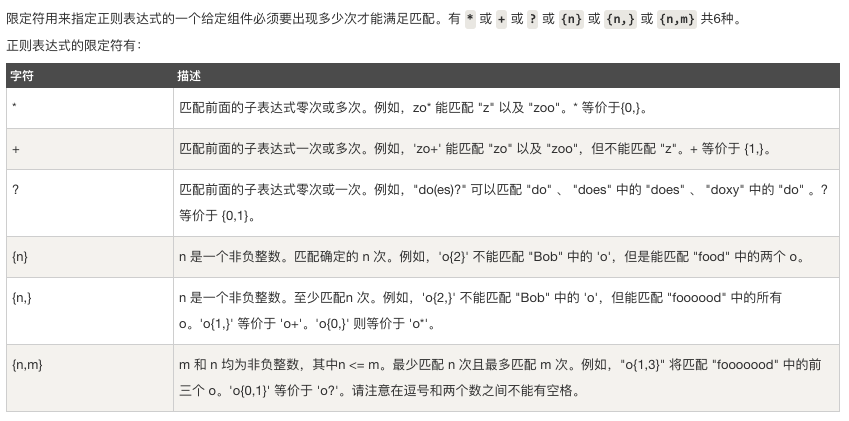 限定符用来指定正则表达式的一个给定组件必须要出现多少次才能满足匹配。有 * 或 + 或 ? 或 {n} 或 {n,} 或 {n,m} 共6种。
正则表达式的限定符有：
字符 描述
* 匹配前面的子表达式零次或多次。例如，zo* 能匹配 "z" 以及 "zoo"。* 等价于{0,}。
+ 匹配前面的子表达式一次或多次。例如，'zo+' 能匹配 "zo" 以及 "zoo"，但不能匹配 "z"。+ 等价于 {1,}。
? 匹配前面的子表达式零次或一次。例如，"do(es)?" 可以匹配 "do" 、 "does" 中的 "does" 、 "doxy" 中的 "do" 。?
等价于 {0,1}。
{n} n 是一个非负整数。匹配确定的 n 次。例如，'o{2}' 不能匹配 "Bob" 中的 'o'，但是能匹配 "food" 中的两个 o。
{n,} n 是一个非负整数。至少匹配n 次。例如，'o{2,}' 不能匹配 "Bob" 中的 'o'，但能匹配 "foooood" 中的所有
o。'o{1,}' 等价于 'o+'。'o{0,}' 则等价于 'o*'。
{n,m} m 和 n 均为非负整数，其中n <= m。最少匹配 n 次且最多匹配 m 次。例如，"o{1,3}" 将匹配 "fooooood" 中的前
三个 o。'o{0,1}' 等价于 'o?'。请注意在逗号和两个数之间不能有空格。